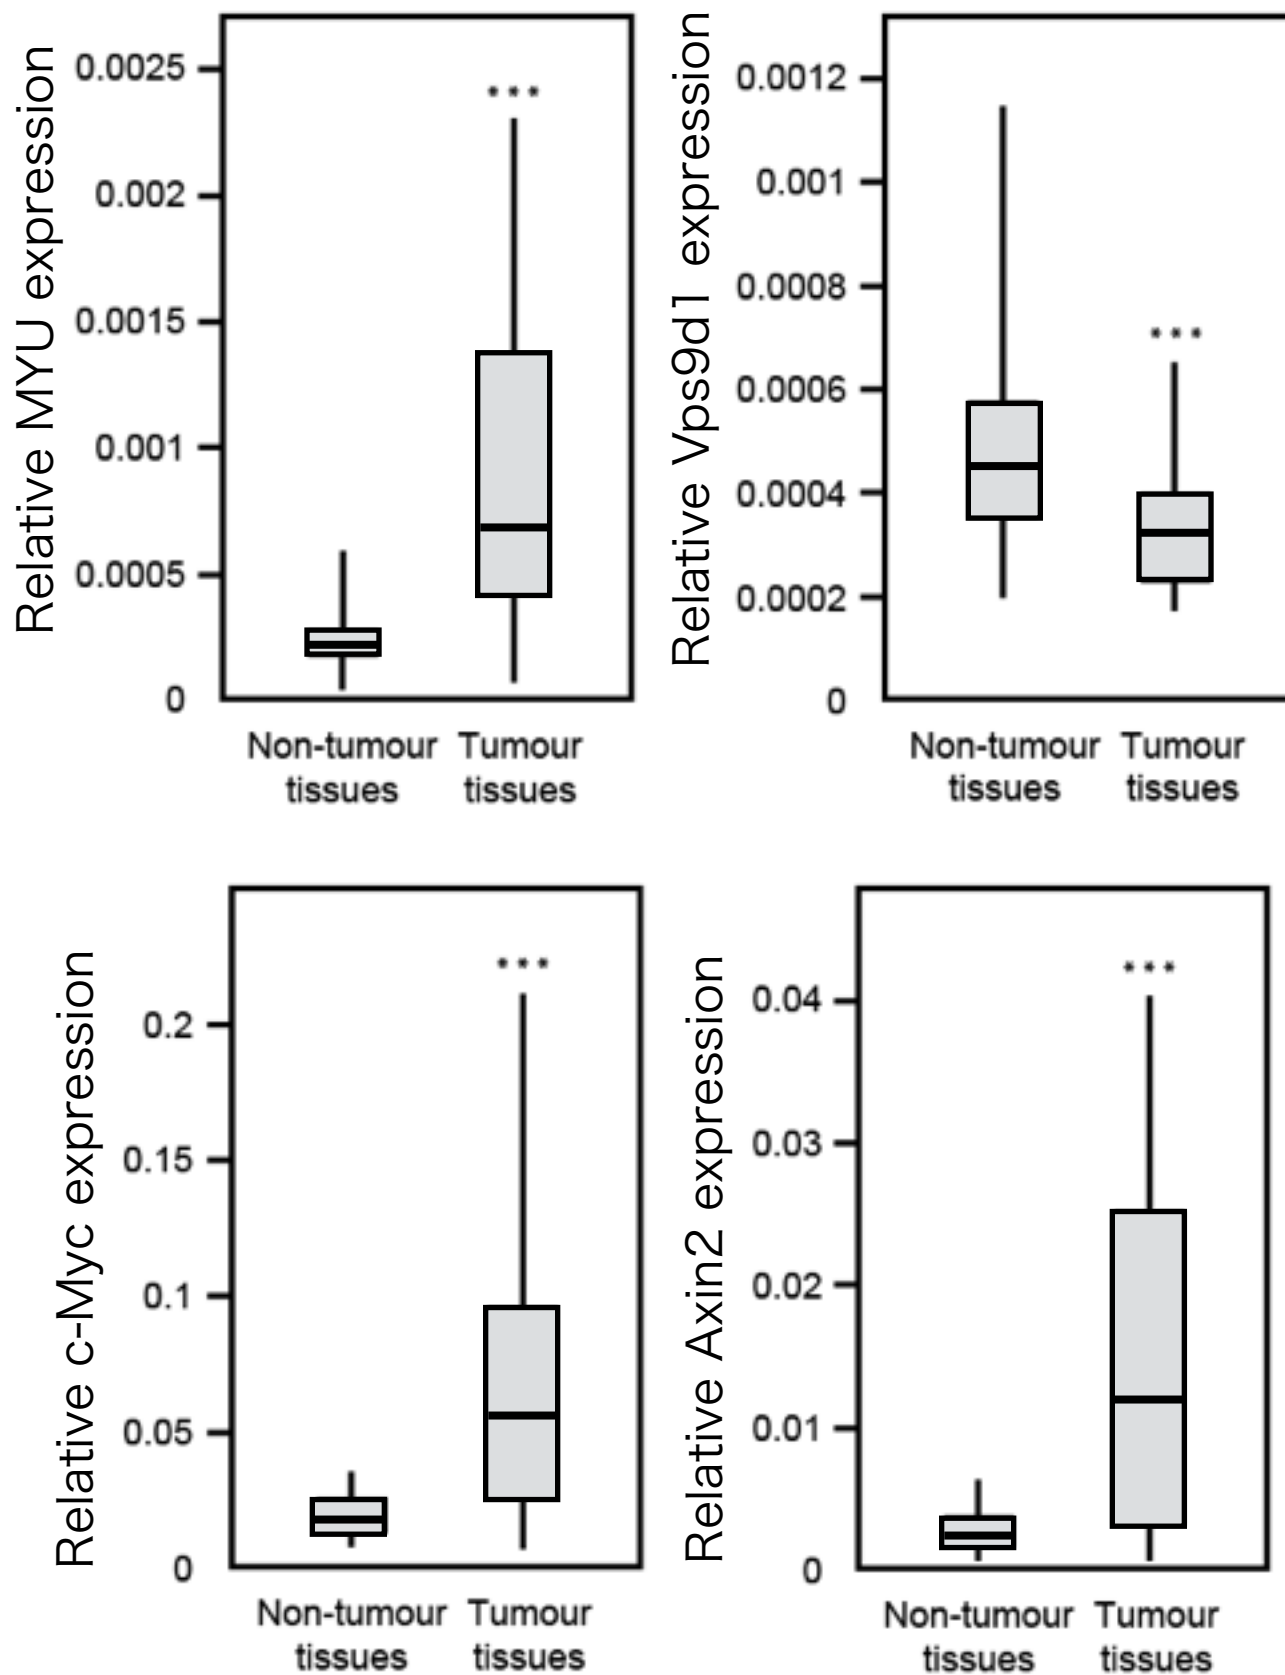 Relative MYU expression
0.0025
0.002
0.0015
0.001
0.0005
0
***
Non-tumour tissues
Tumour tissues
Relative Vps9d1 expression
0.0012
0.001
0.0008
0.0006
0.0004
0.0002
0
***
Non-tumour tissues
Tumour tissues
Relative c-Myc expression
0.2
0.15
0.1
0.05
0
***
Non-tumour tissues
Tumour tissues
Relative Axin2 expression
0.04
0.03
0.02
0.01
0
***
Non-tumour tissues
Tumour tissues